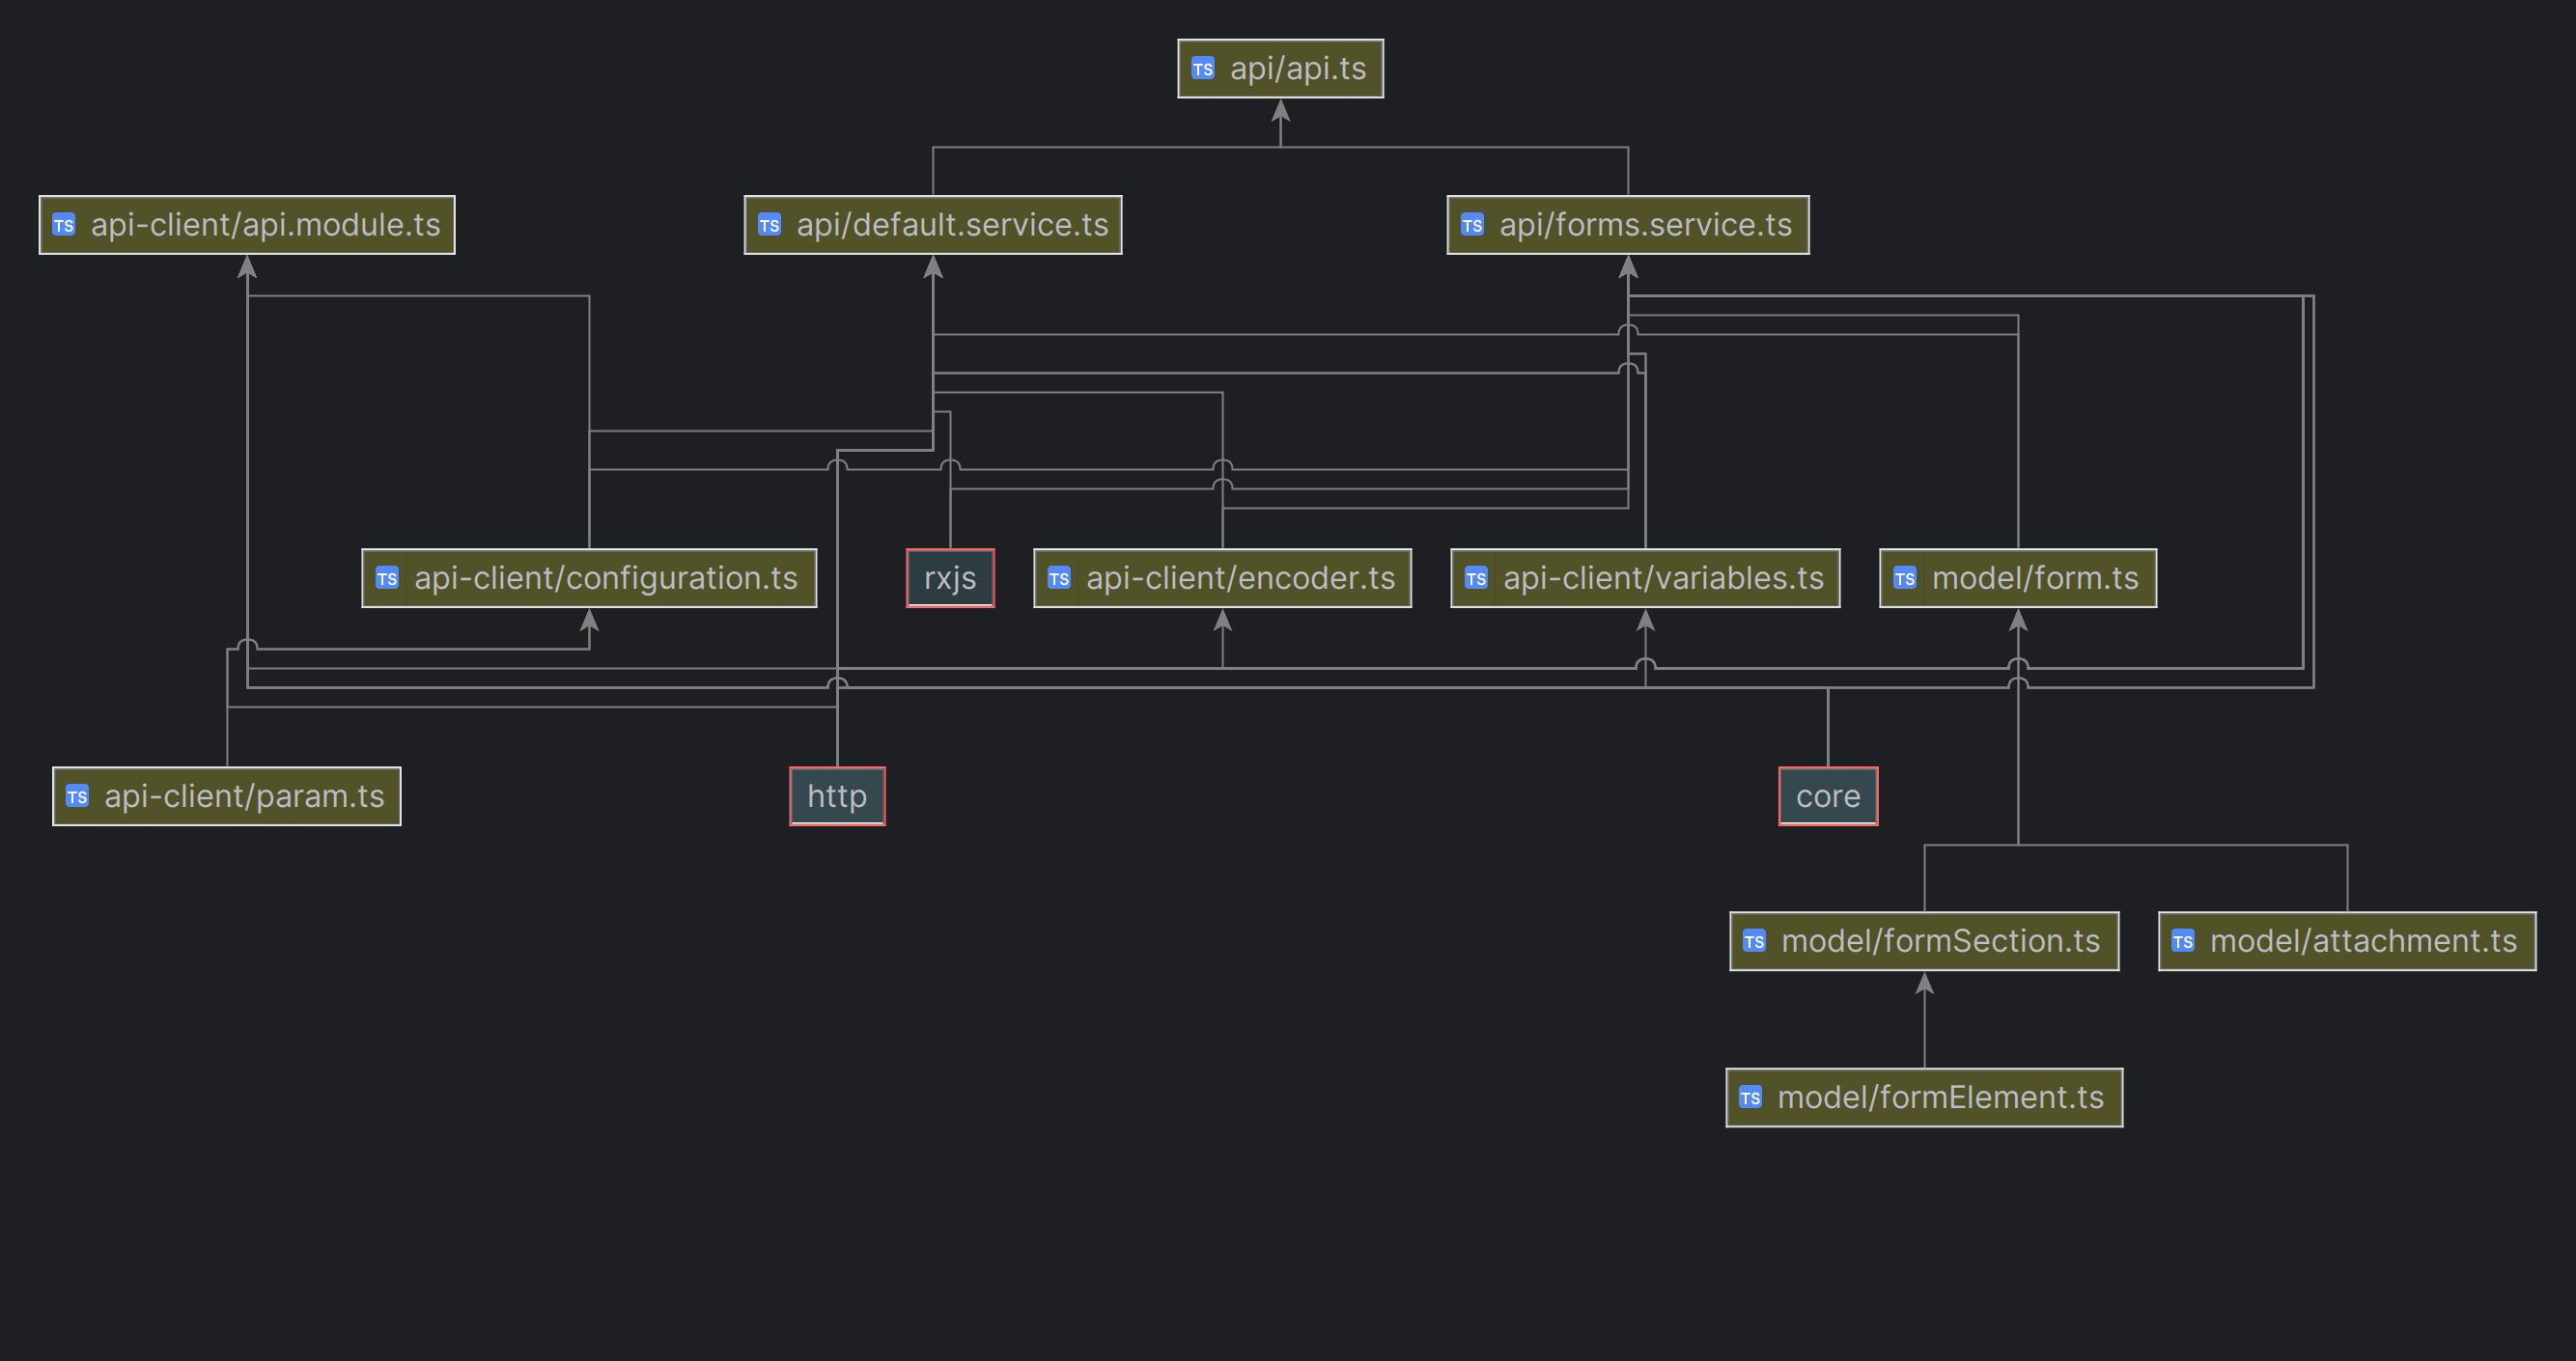 TS api/api.ts
TS api-client/api.module.ts
TS api/default.service.ts
TS api/forms.service.ts
TS api-client/configuration.ts
rxjs
TS api-client/encoder.ts
TS api-client/variables.ts
TS model/form.ts
TS api-client/param.ts
http
core
TS model/formSection.ts
TS model/attachment.ts
TS model/formElement.ts